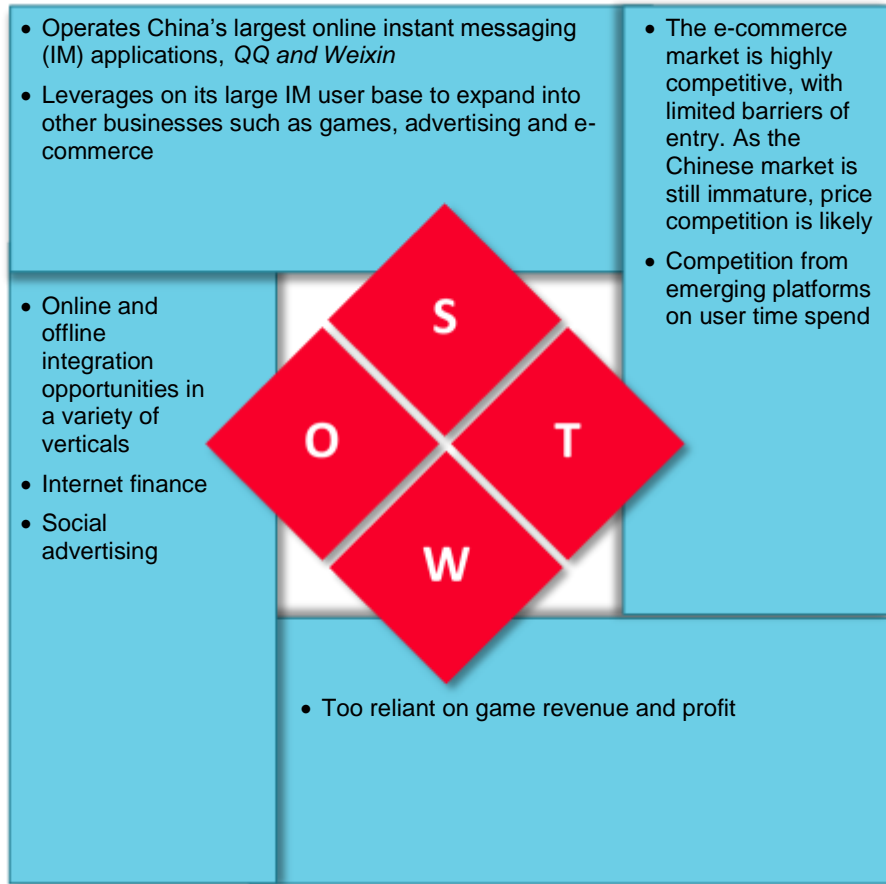 • Operates China's largest online instant messaging
(IM) applications, QQ and Weixin
• Leverages on its large IM user base to expand into
other businesses such as games, advertising and e-
commerce
• The e-commerce
market is highly
competitive, with
limited barriers of
entry. As the
Chinese market is
still immature, price
competition is likely
• Competition from
emerging platforms
on user time spend
• Online and
offline
integration
opportunities in
a variety of
verticals
• Internet finance
• Social
advertising
S
O
T
W
• Too reliant on game revenue and profit